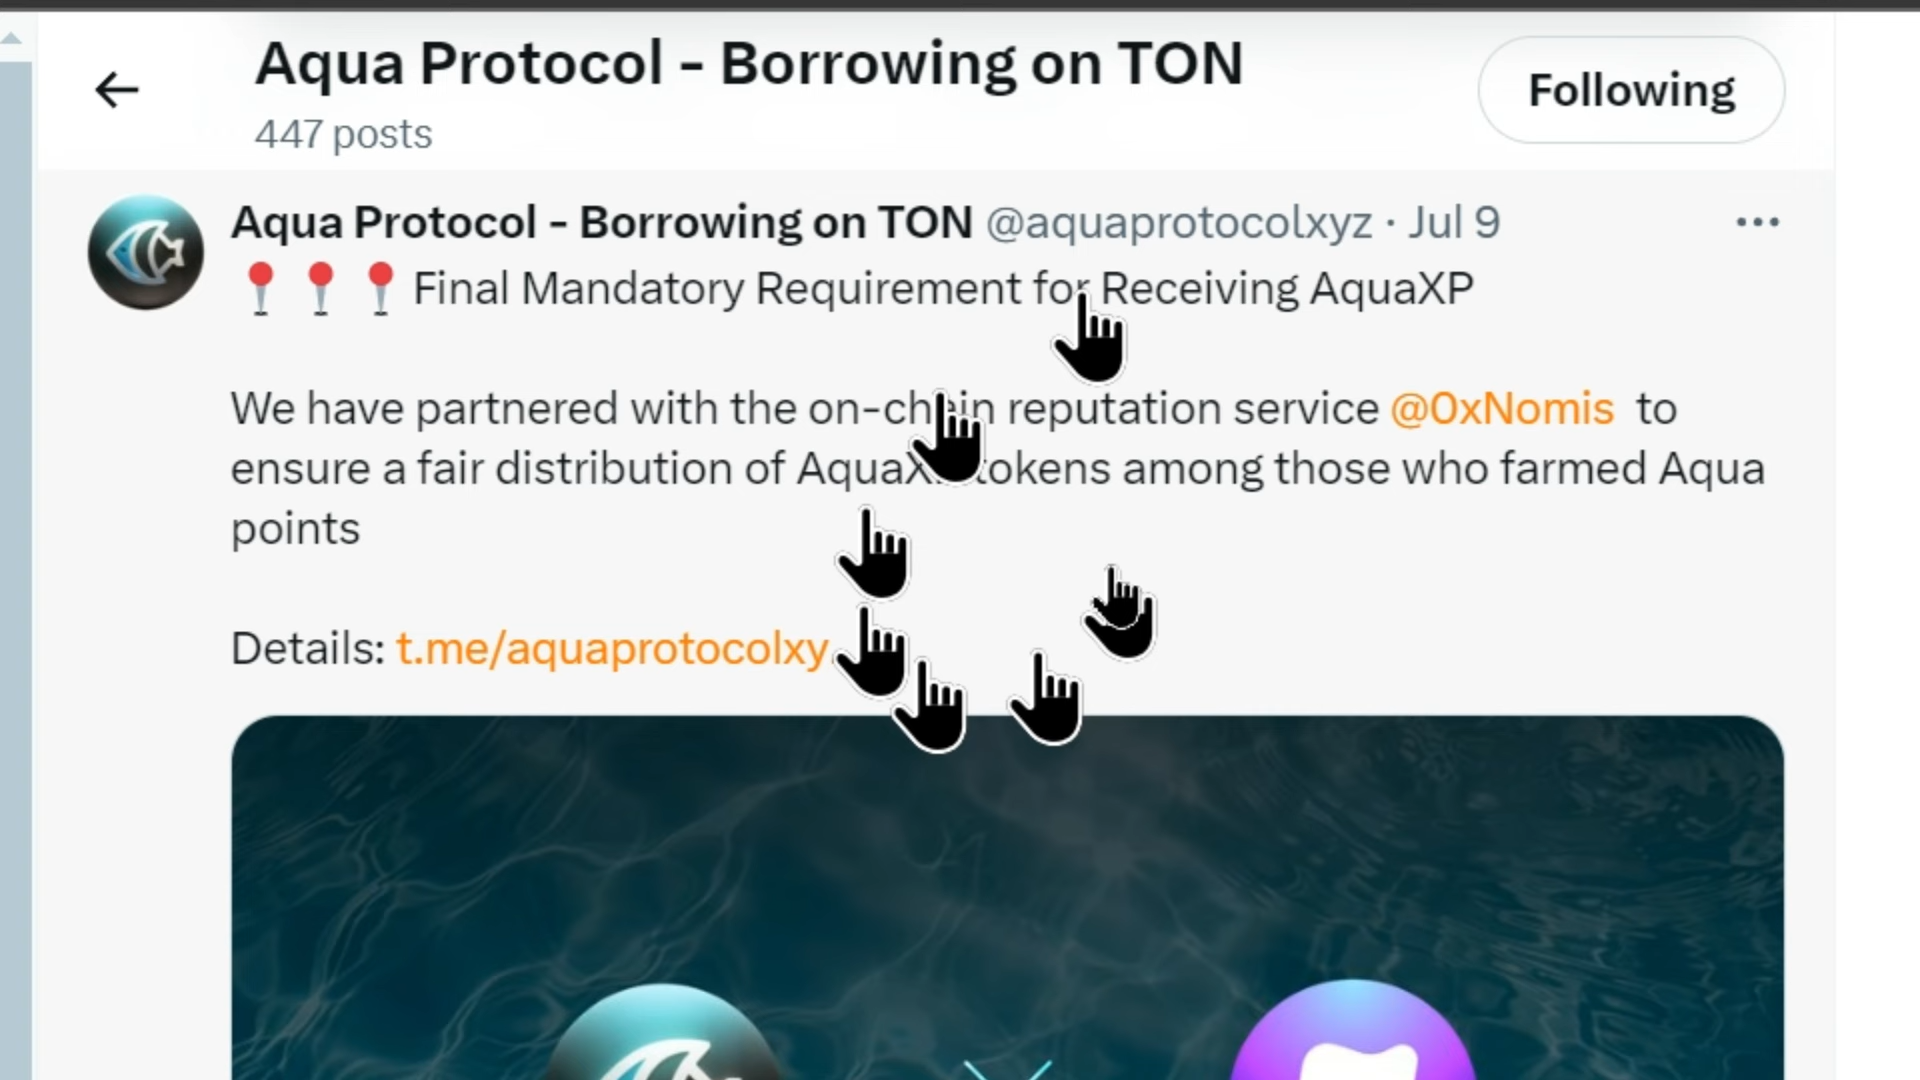 Aqua Protocol - Borrowing on TON
447 posts
Following
Aqua Protocol - Borrowing on TON @aquaprotocolxyz · Jul 9
📍📍📍 Final Mandatory Requirement for Receiving AquaXP
We have partnered with the on-chain reputation service @0xNomis to
ensure a fair distribution of AquaXP tokens among those who farmed Aqua
points
Details: t.me/aquaprotocolxy